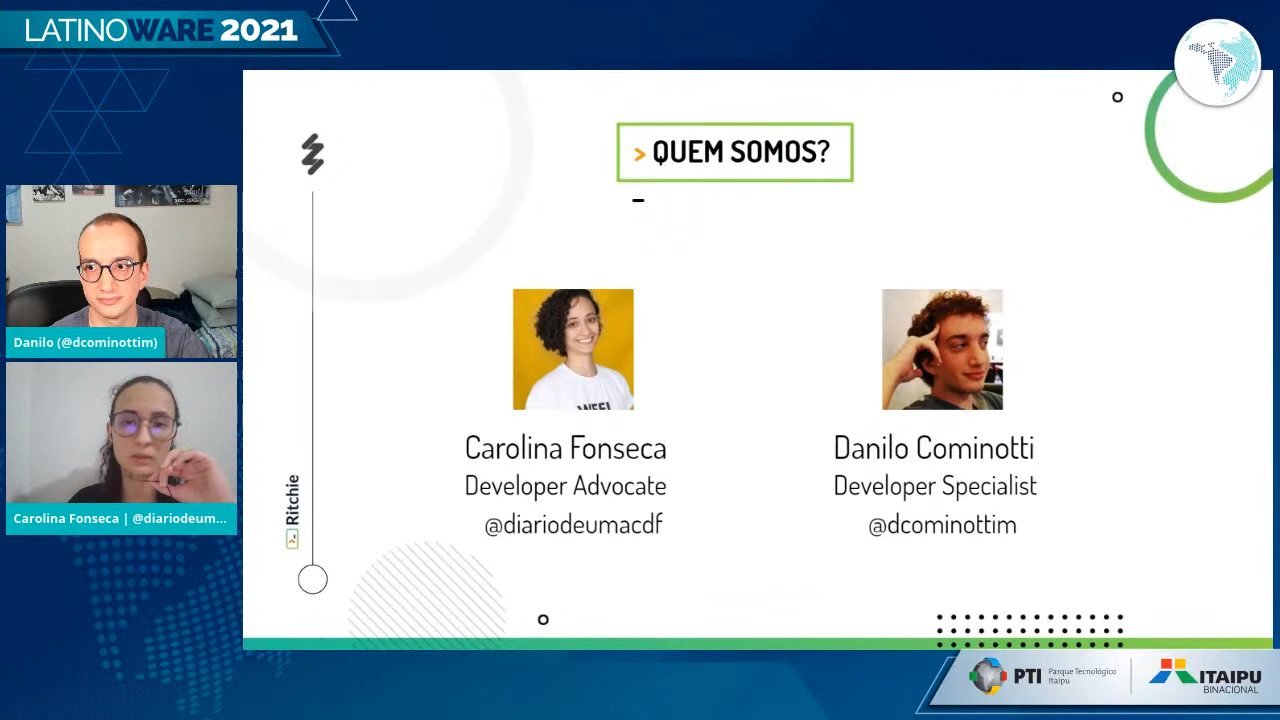 LATINOWARE 2021
> QUEM SOMOS?
Danilo (@dcominottim)
Carolina Fonseca | @diariodeum...
Carolina Fonseca
Developer Advocate
@diariodeumacdf
Danilo Cominotti
Developer Specialist
@dcominottim
Ritchie
PTI Parque Tecnológico
Itaipu
ITAIPU
BINACIONAL